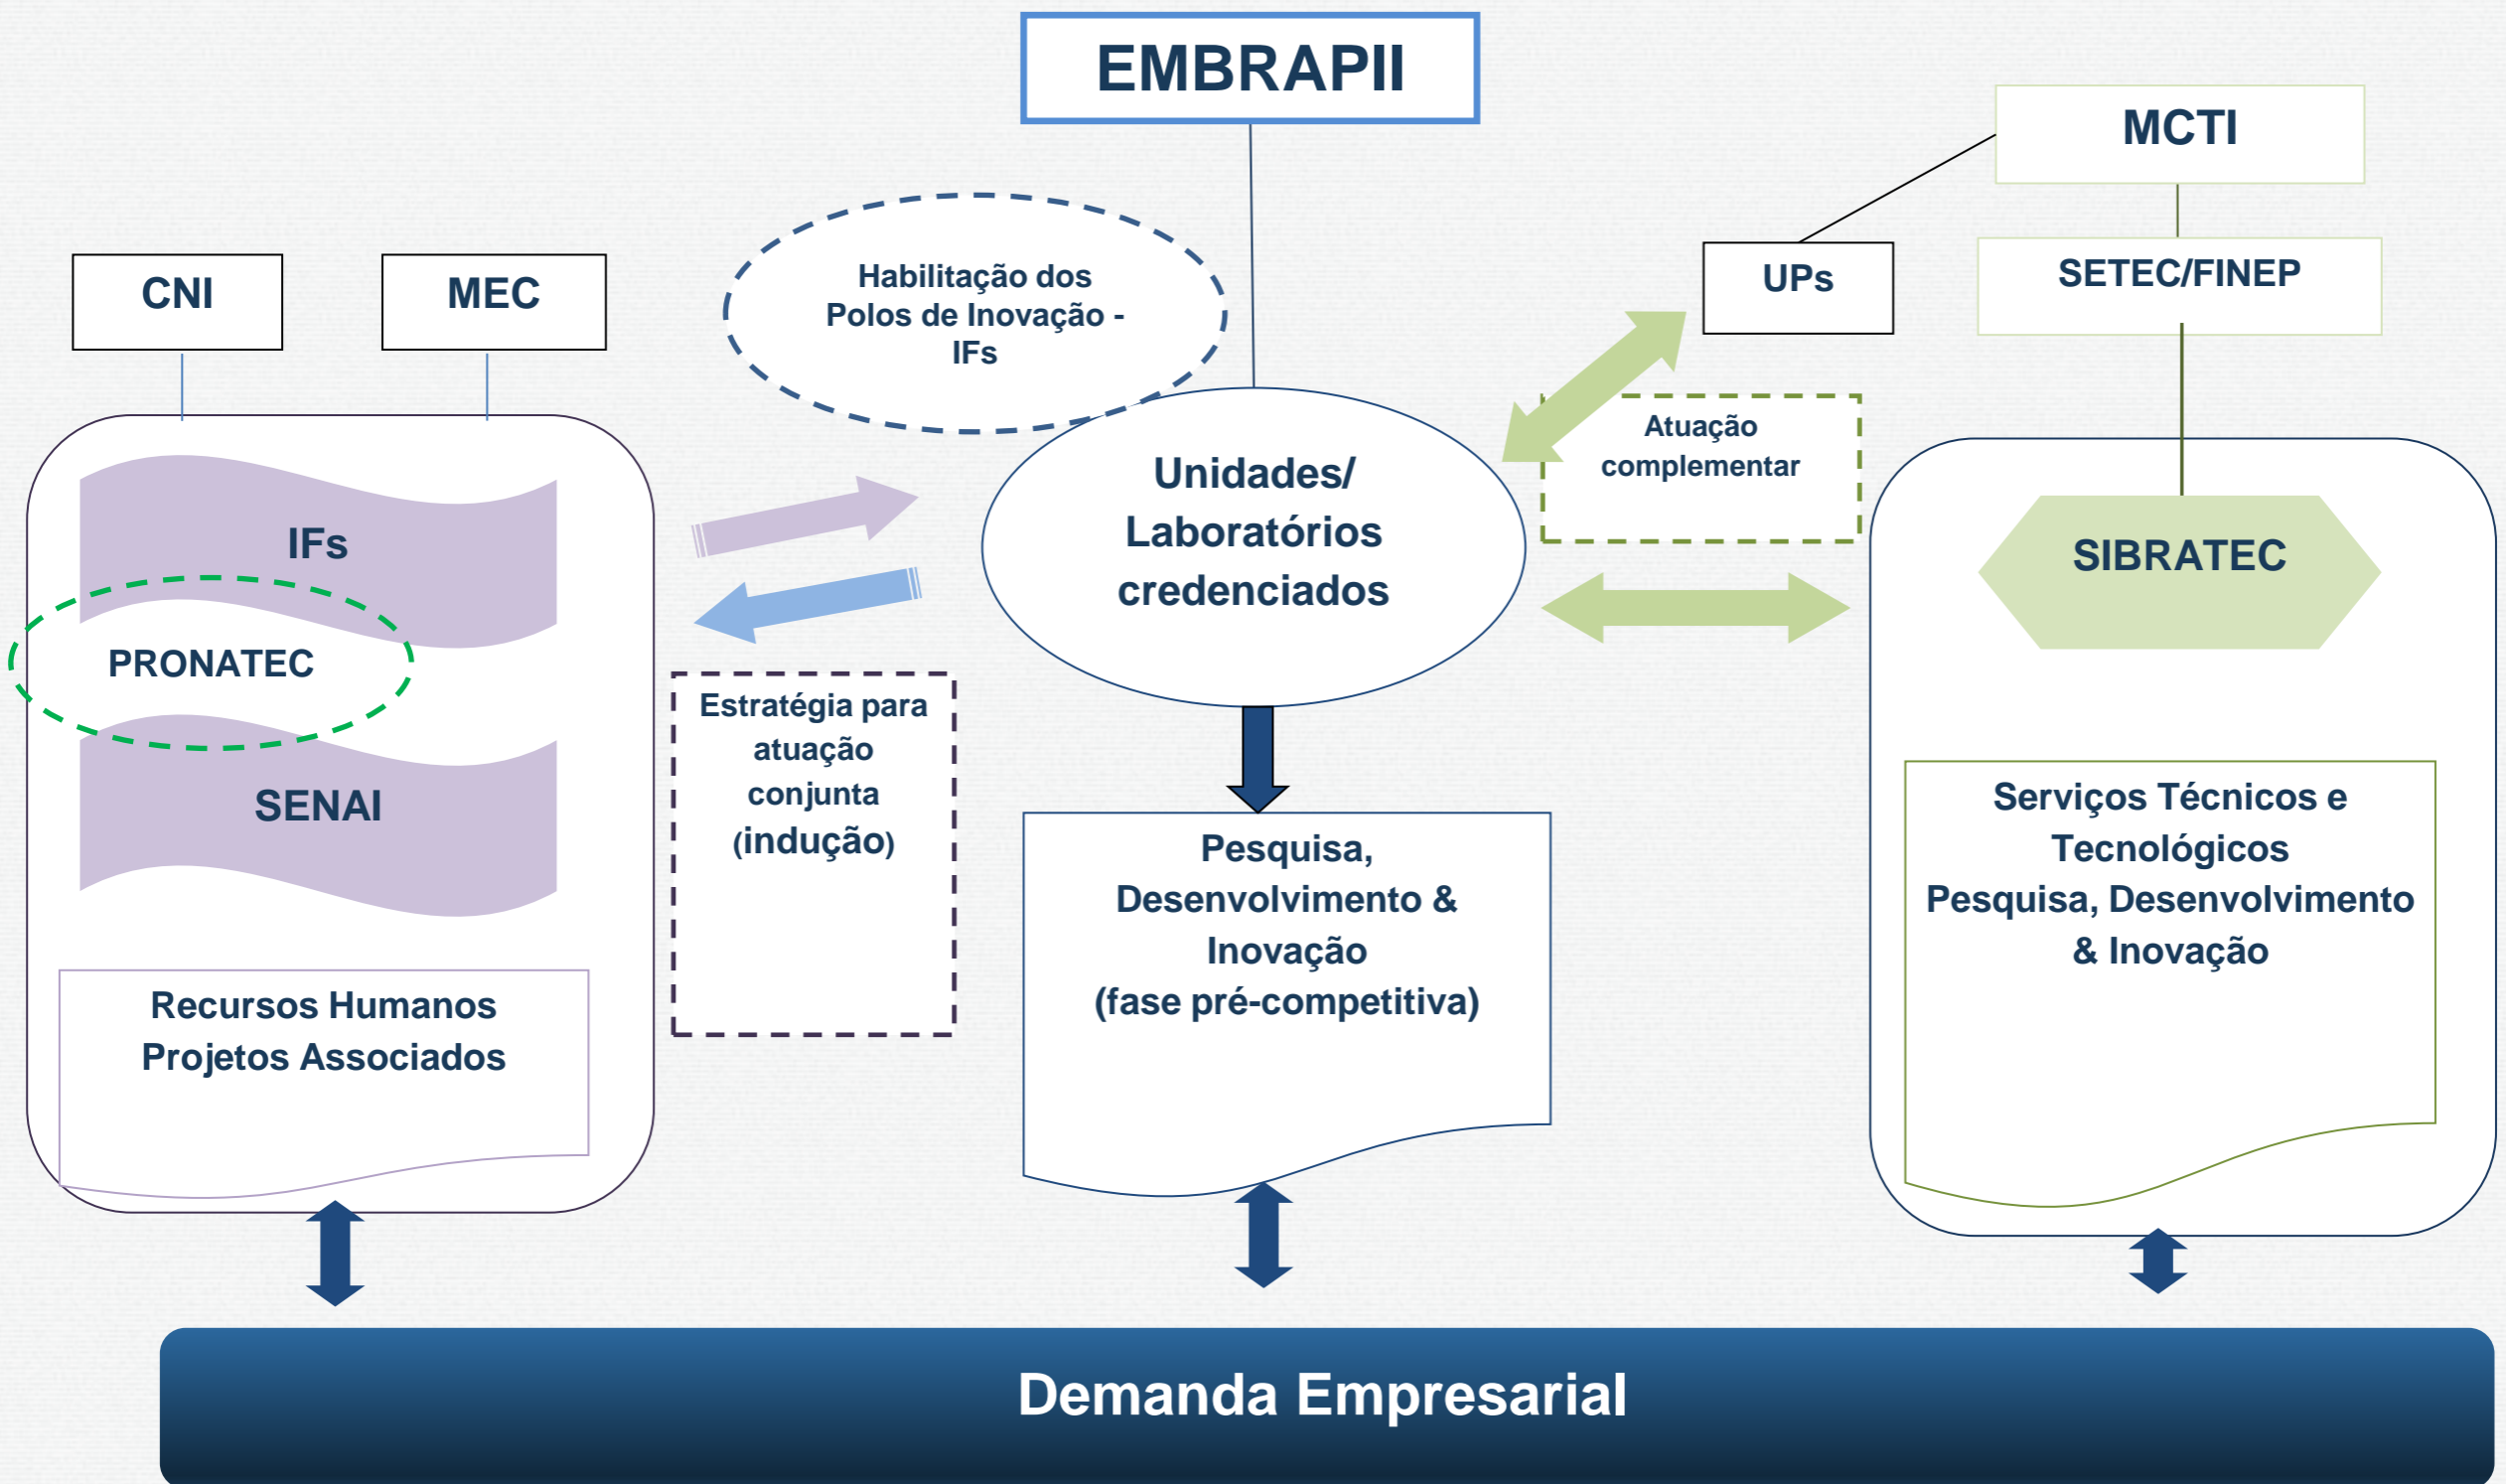 EMBRAPII
MCTI
CNI
MEC
Habilitação dos
Polos de Inovação -
IFs
UPs
SETEC/FINEP
Atuação
complementar
Unidades/
Laboratórios
credenciados
IFs
PRONATEC
SENAI
SIBRATEC
Estratégia para
atuação
conjunta
(indução)
Recursos Humanos
Projetos Associados
Pesquisa,
Desenvolvimento &
Inovação
(fase pré-competitiva)
Serviços Técnicos e
Tecnológicos
Pesquisa, Desenvolvimento
& Inovação
Demanda Empresarial